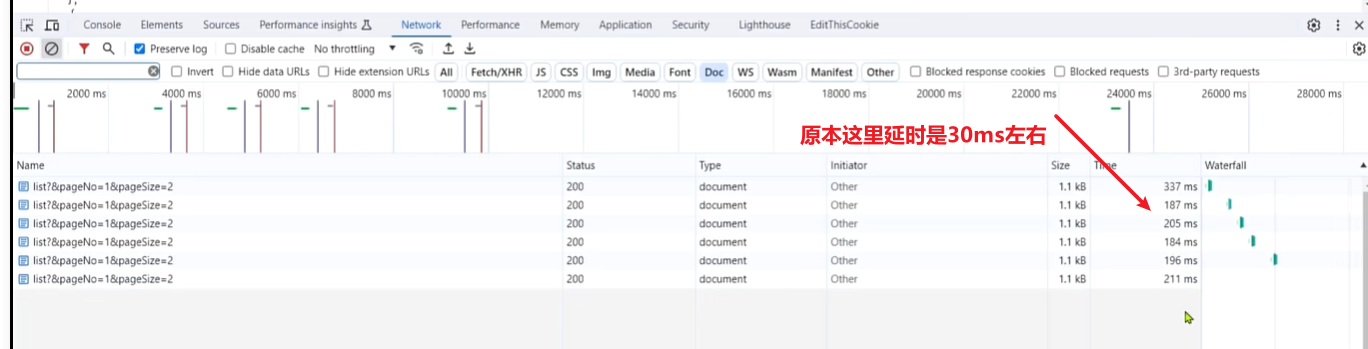 Console Elements Sources Performance insights Network Performance Memory Application Security Lighthouse EditThisCookie
Preserve log Disable cache No throttling
Invert Hide data URLs Hide extension URLs All Fetch/XHR JS CSS Img Media Font Doc WS Wasm Manifest Other Blocked response cookies Blocked requests 3rd-party requests
2000 ms 4000 ms 6000 ms 8000 ms 10000 ms 12000 ms 14000 ms 16000 ms 18000 ms 20000 ms 22000 ms 24000 ms 26000 ms 28000 ms
原本这里延时是30ms左右
Name Status Type Initiator Size Time Waterfall
list?&pageNo=1&pageSize=2 200 document Other 1.1 kB 337 ms
list?&pageNo=1&pageSize=2 200 document Other 1.1 kB 187 ms
list?&pageNo=1&pageSize=2 200 document Other 1.1 kB 205 ms
list?&pageNo=1&pageSize=2 200 document Other 1.1 kB 184 ms
list?&pageNo=1&pageSize=2 200 document Other 1.1 kB 196 ms
list?&pageNo=1&pageSize=2 200 document Other 1.1 kB 211 ms